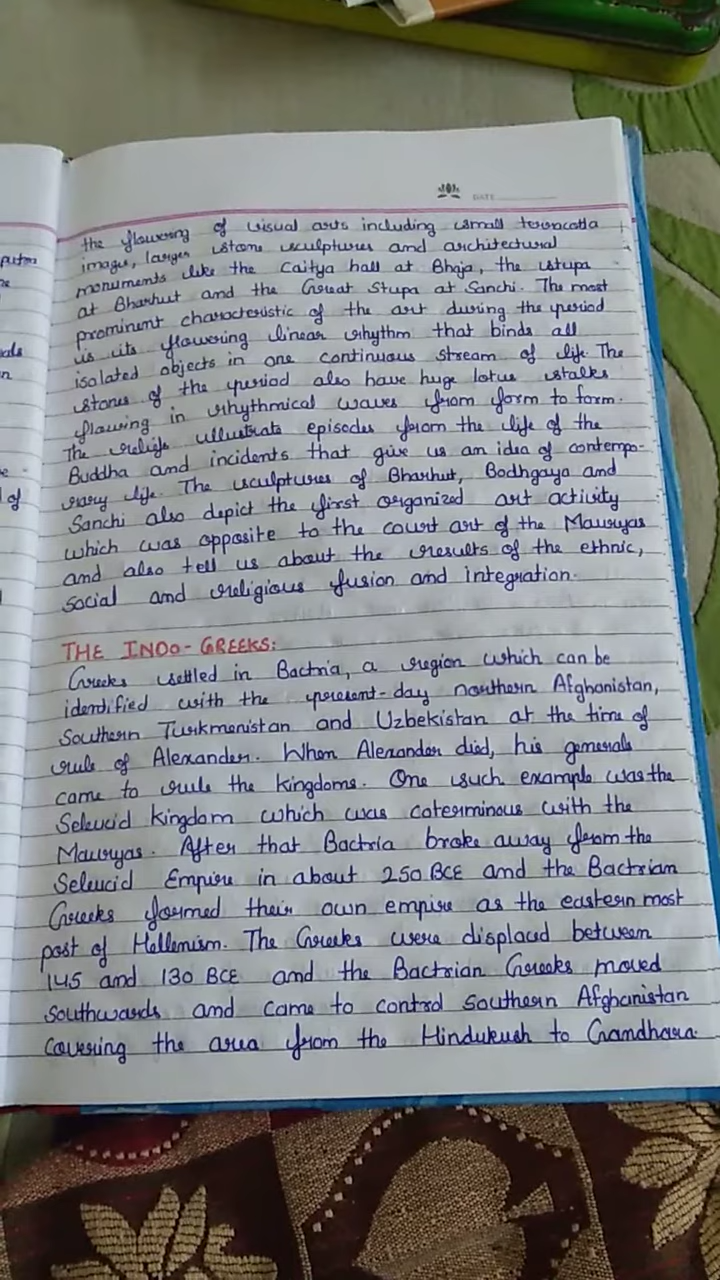 DATE
the flowering of visual arts including small terracotta
images, larger stone sculptures and architectural
monuments like the Caitya hall at Bhaja, the stupa
at Bharhut and the Great Stupa at Sanchi. The most
prominent characteristic of the art during the period
is its flowering linear rhythm that binds all
isolated objects in one continuous stream of life. The
stones of the period also have huge lotus stalks
flowing in rhythmical waves from form to form.
The reliefs illustrate episodes from the life of the
Buddha and incidents that give us an idea of contempo-
rary life. The sculptures of Bharhut, Bodhgaya and
Sanchi also depict the first organized art activity
which was opposite to the court art of the Mauryas
and also tell us about the results of the ethnic,
social and religious fusion and integration.
THE INDO-GREEKS:
Greeks settled in Bactria, a region which can be
identified with the present-day northern Afghanistan,
Southern Turkmenistan and Uzbekistan at the time of
rule of Alexander. When Alexander died, his generals
came to rule the kingdoms. One such example was the
Seleucid kingdom which was coterminous with the
Mauryas. After that Bactria broke away from the
Seleucid Empire in about 250 BCE and the Bactrian
Greeks formed their own empire as the eastern most
post of Hellenism. The Greeks were displaced between
145 and 130 BCE and the Bactrian Greeks moved
southwards and came to control southern Afghanistan
covering the area from the Hindukush to Gandhara.